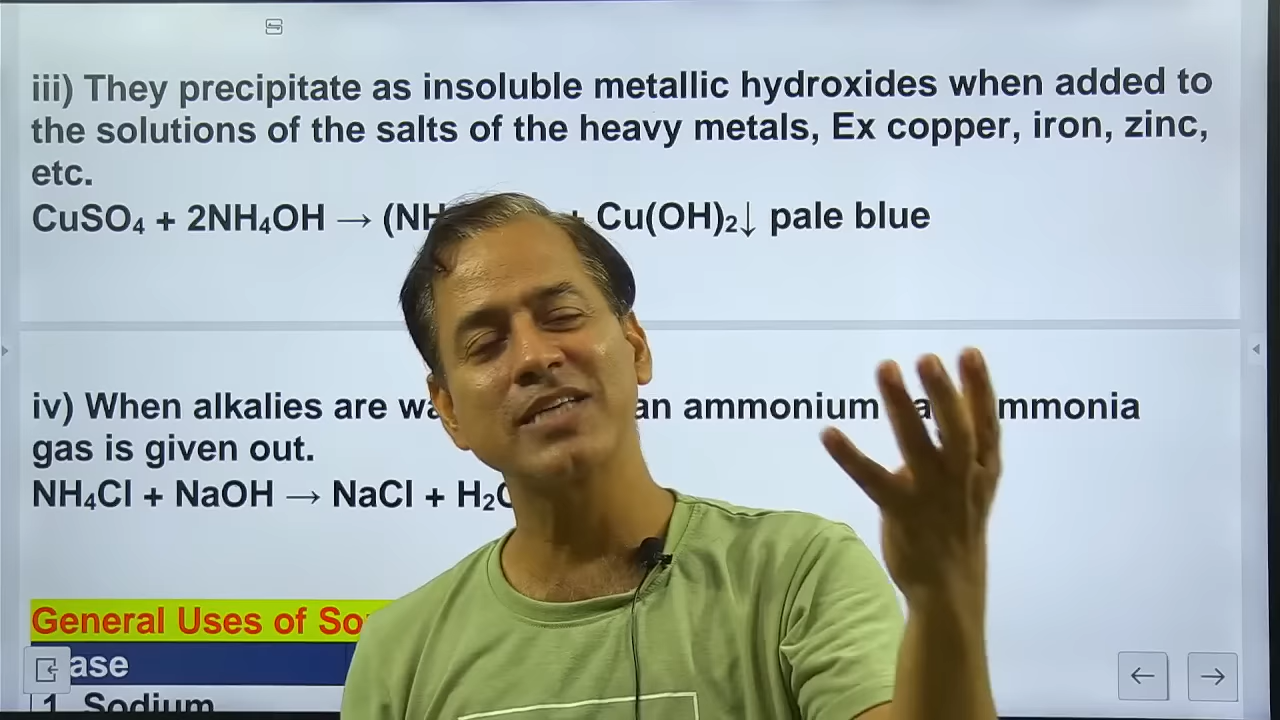 iii) They precipitate as insoluble metallic hydroxides when added to
the solutions of the salts of the heavy metals, Ex copper, iron, zinc,
etc.
CuSO₄ + 2NH₄OH → (NH + Cu(OH)₂↓ pale blue
iv) When alkalies are an ammonium mmonia
gas is given out.
NH₄Cl + NaOH → NaCl + H₂O
General Uses of So
ase
1. Sodium